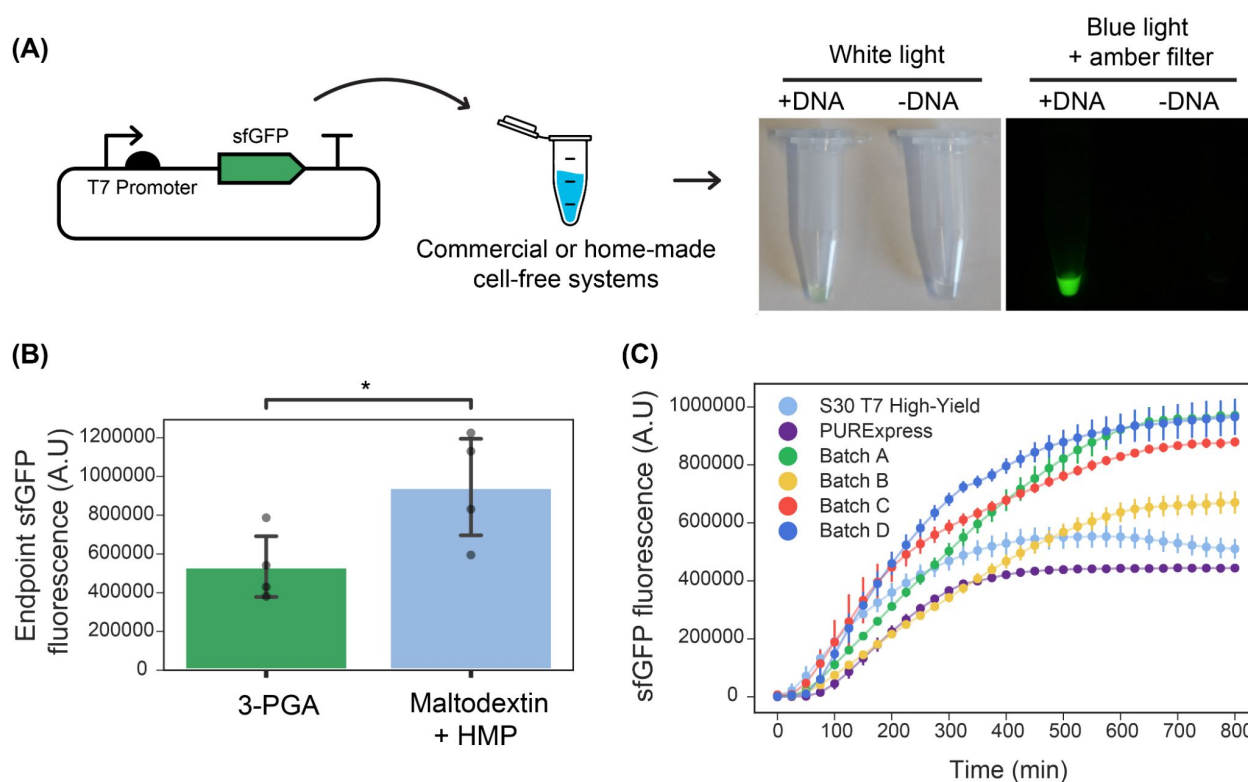 (A)
sfGFP
T7 Promoter
Commercial or home-made
cell-free systems
White light
+DNA -DNA
Blue light
+ amber filter
+DNA -DNA
(B)
*
Endpoint sfGFP
fluorescence (A.U)
1200000
1000000
800000
600000
400000
200000
0
3-PGA
Maltodextin
+ HMP
(C)
sfGFP fluorescence (A.U)
1000000
800000
600000
400000
200000
0
S30 T7 High-Yield
PURExpress
Batch A
Batch B
Batch C
Batch D
0 100 200 300 400 500 600 700 800
Time (min)